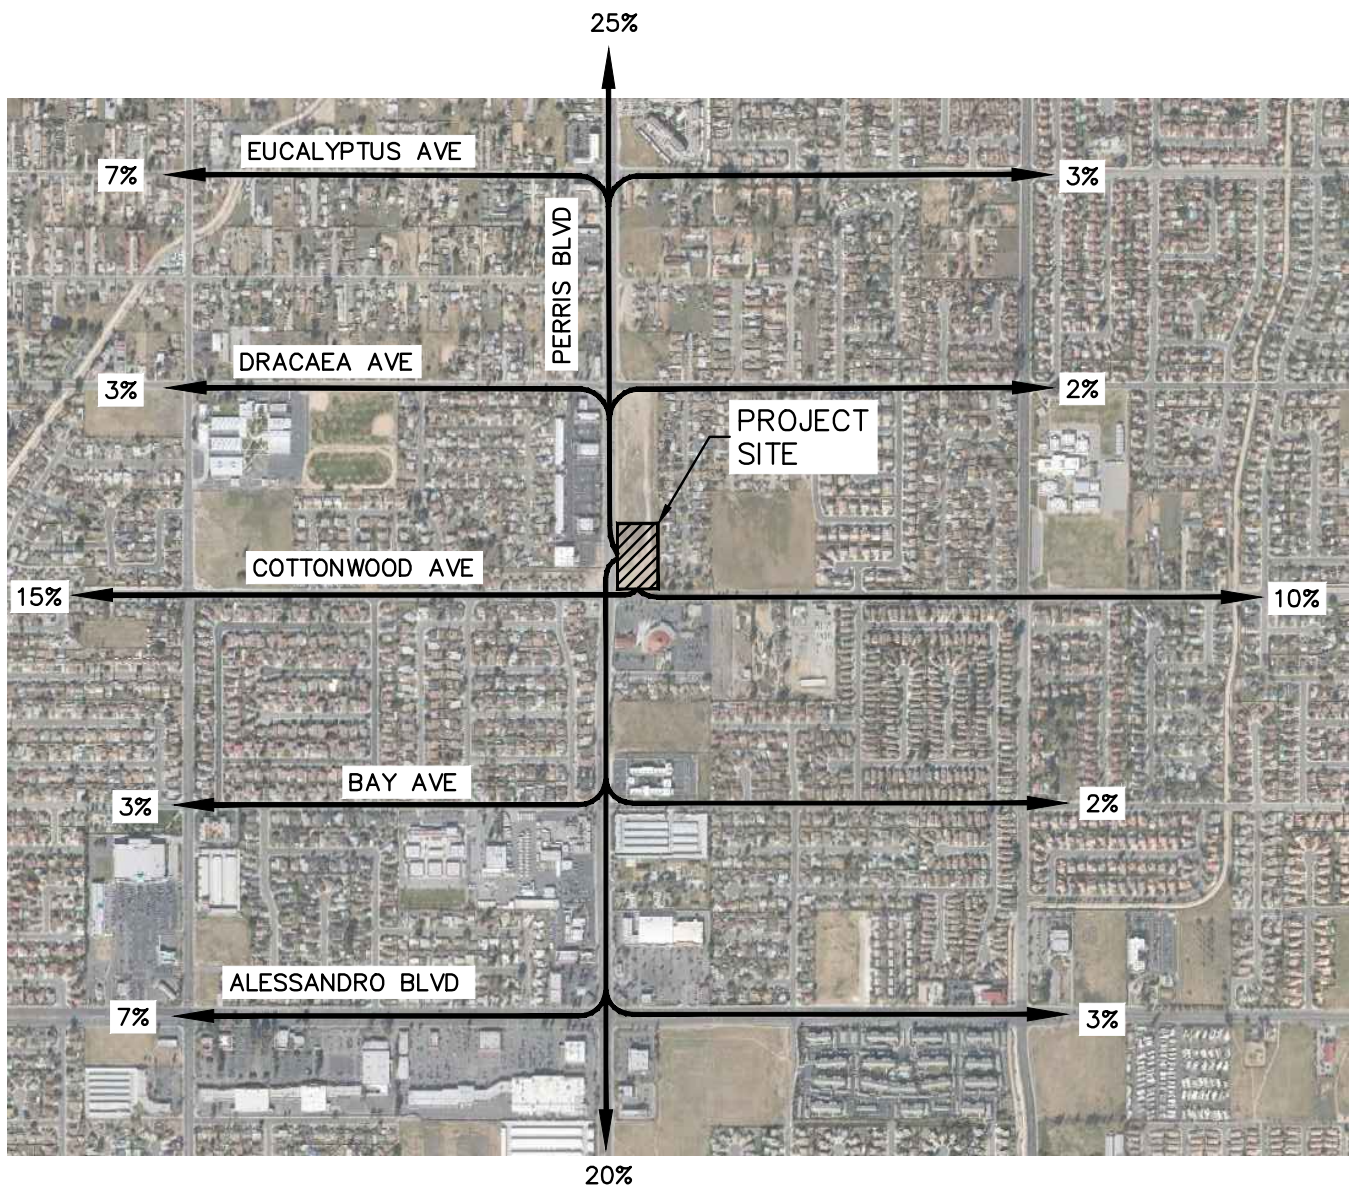 25%
EUCALYPTUS AVE
7%
3%
PERRIS BLVD
DRACAEA AVE
3%
2%
PROJECT
SITE
COTTONWOOD AVE
15%
10%
BAY AVE
3%
2%
ALESSANDRO BLVD
7%
3%
20%